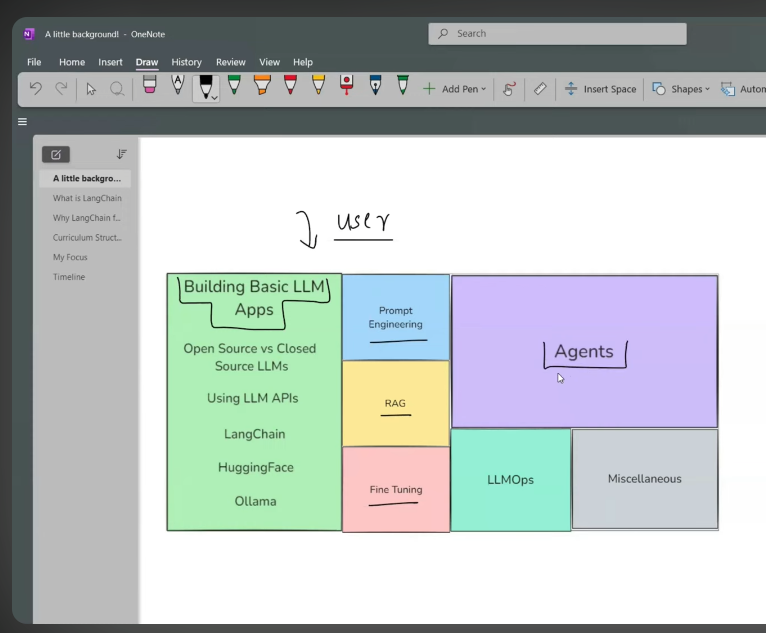 A little background! - OneNote
Search
File Home Insert Draw History Review View Help
Add Pen Insert Space Shapes Autom
A little backgro...
What is LangChain
Why LangChain f...
Curriculum Struct...
My Focus
Timeline
user
Building Basic LLM
Apps
Open Source vs Closed
Source LLMs
Using LLM APIs
LangChain
HuggingFace
Ollama
Prompt
Engineering
RAG
Fine Tuning
Agents
LLMOps
Miscellaneous